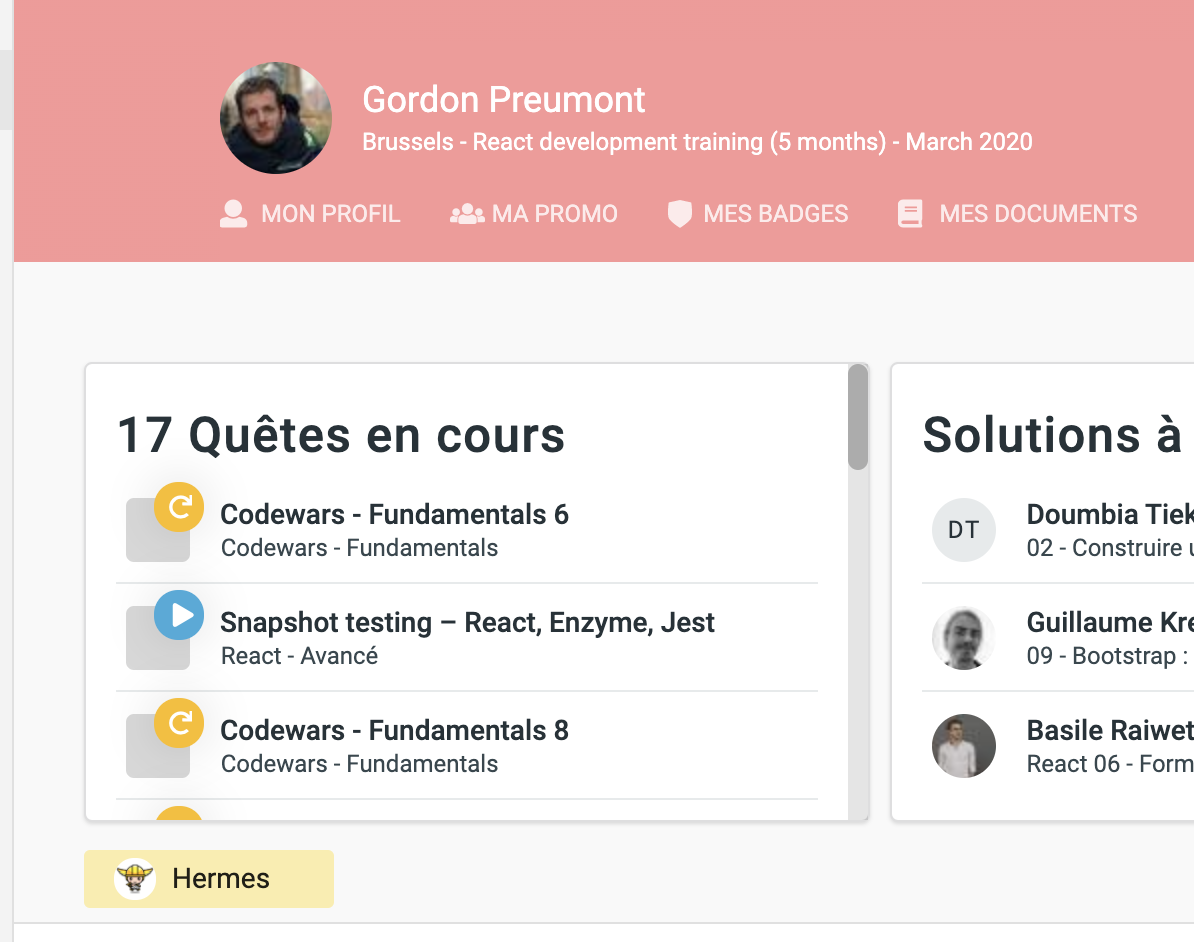 Gordon Preumont
Brussels - React development training (5 months) - March 2020
MON PROFIL MA PROMO MES BADGES MES DOCUMENTS
17 Quêtes en cours
Codewars - Fundamentals 6
Codewars - Fundamentals
Snapshot testing – React, Enzyme, Jest
React - Avancé
Codewars - Fundamentals 8
Codewars - Fundamentals
Solutions à
DT
Doumbia Tiek
02 - Construire
Guillaume Kre
09 - Bootstrap :
Basile Raiwet
React 06 - Form
Hermes